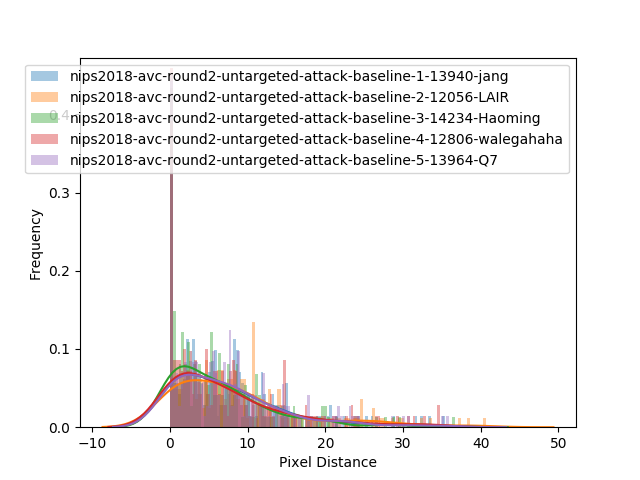 nips2018-avc-round2-untargeted-attack-baseline-1-13940-jang
nips2018-avc-round2-untargeted-attack-baseline-2-12056-LAIR
nips2018-avc-round2-untargeted-attack-baseline-3-14234-Haoming
nips2018-avc-round2-untargeted-attack-baseline-4-12806-walegahaha
nips2018-avc-round2-untargeted-attack-baseline-5-13964-Q7
0.4
0.3
0.2
0.1
0.0
Frequency
−10 0 10 20 30 40 50
Pixel Distance